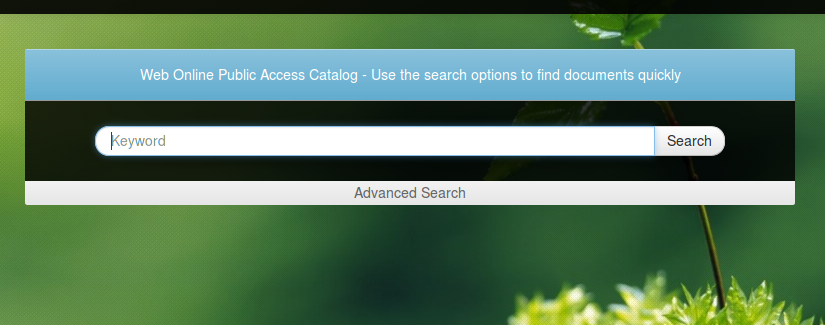 Web Online Public Access Catalog - Use the search options to find documents quickly
Keyword
Search
Advanced Search